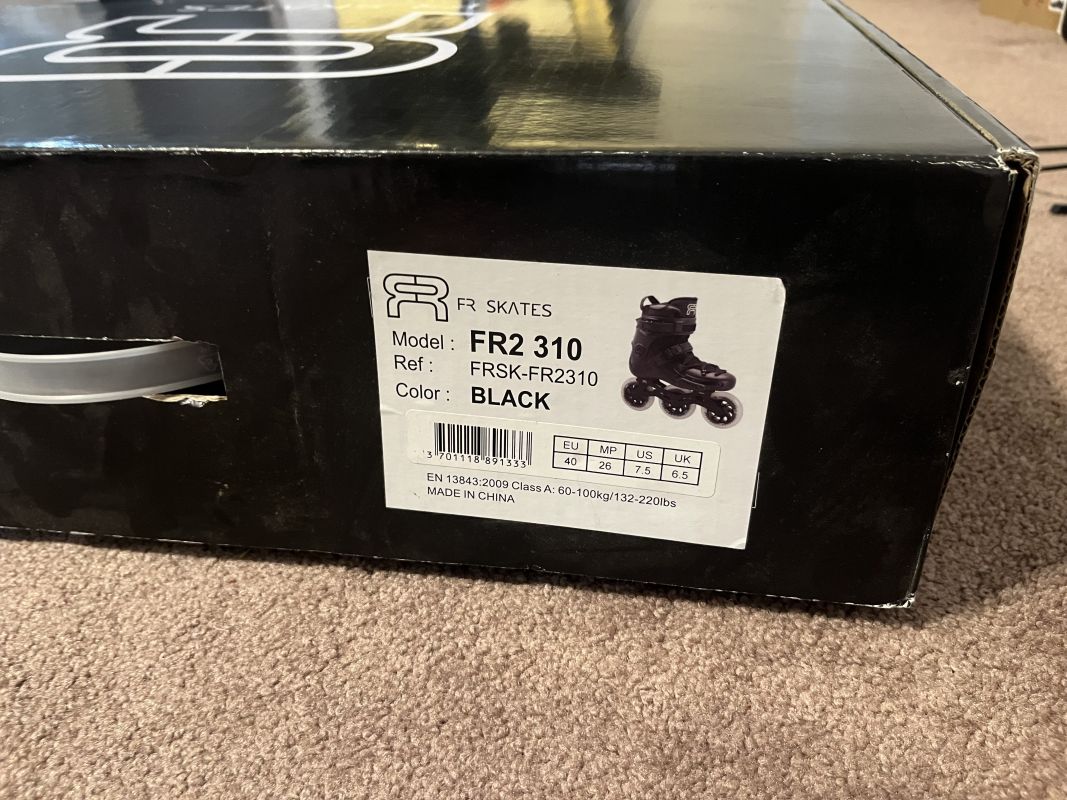 FR SKATES
Model : FR2 310
Ref : FRSK-FR2310
Color : BLACK
3 701118 891333
EU MP US UK
40 26 7.5 6.5
EN 13843:2009 Class A: 60-100kg/132-220lbs
MADE IN CHINA